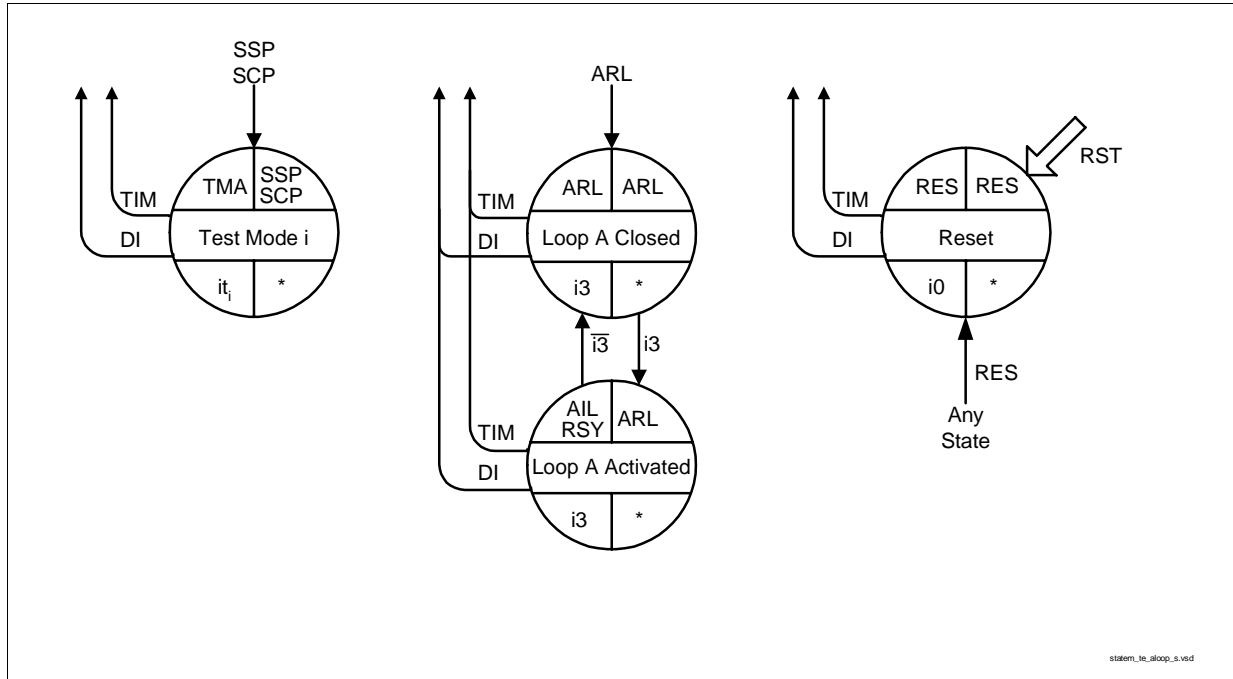 SSP
SCP
TMA
SSP
SCP
TIM
DI
Test Mode i
it_i
*
ARL
ARL
ARL
TIM
DI
Loop A Closed
i3
*
i̅3̅
i3
AIL
RSY
ARL
TIM
DI
Loop A Activated
i3
*
RST
RES
RES
TIM
DI
Reset
i0
*
RES
Any
State
statem_te_aloop_s.vsd